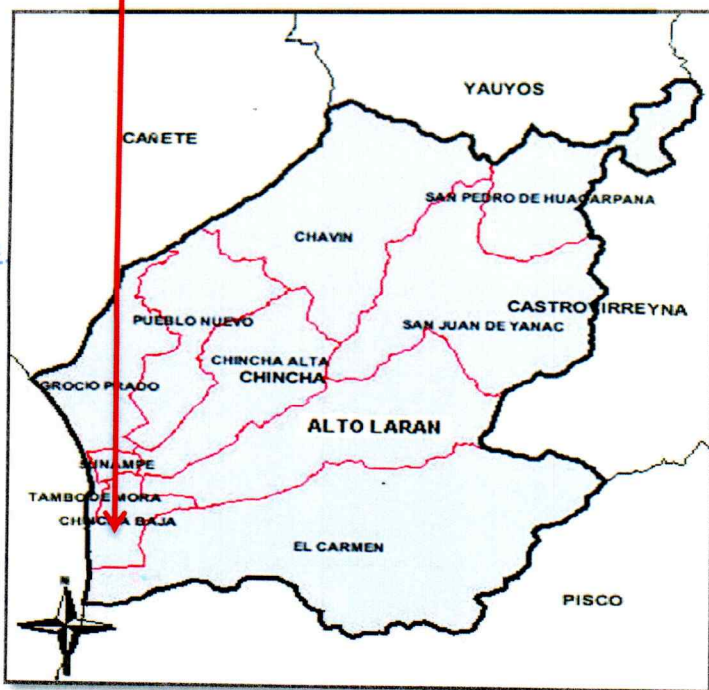 YAUYOS
CAÑETE
SAN PEDRO DE HUACARPANA
CHAVIN
CASTROVIRREYNA
PUEBLO NUEVO
SAN JUAN DE YANAC
CHINCHA ALTA
CHINCHA
GROCIO PRADO
ALTO LARAN
SUNAMPE
TAMBO DE MORA
CHINCHA BAJA
EL CARMEN
PISCO
N